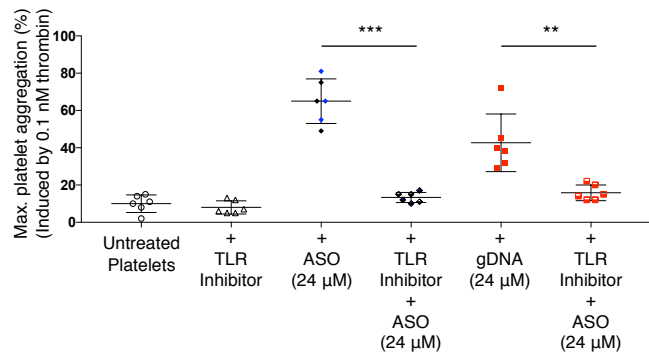 Max. platelet aggregation (%)
(Induced by 0.1 nM thrombin)
100
80
60
40
20
0
***
**
Untreated
Platelets
+
TLR
Inhibitor
+
ASO
(24 µM)
+
TLR
Inhibitor
+
ASO
(24 µM)
+
gDNA
(24 µM)
+
TLR
Inhibitor
+
ASO
(24 µM)